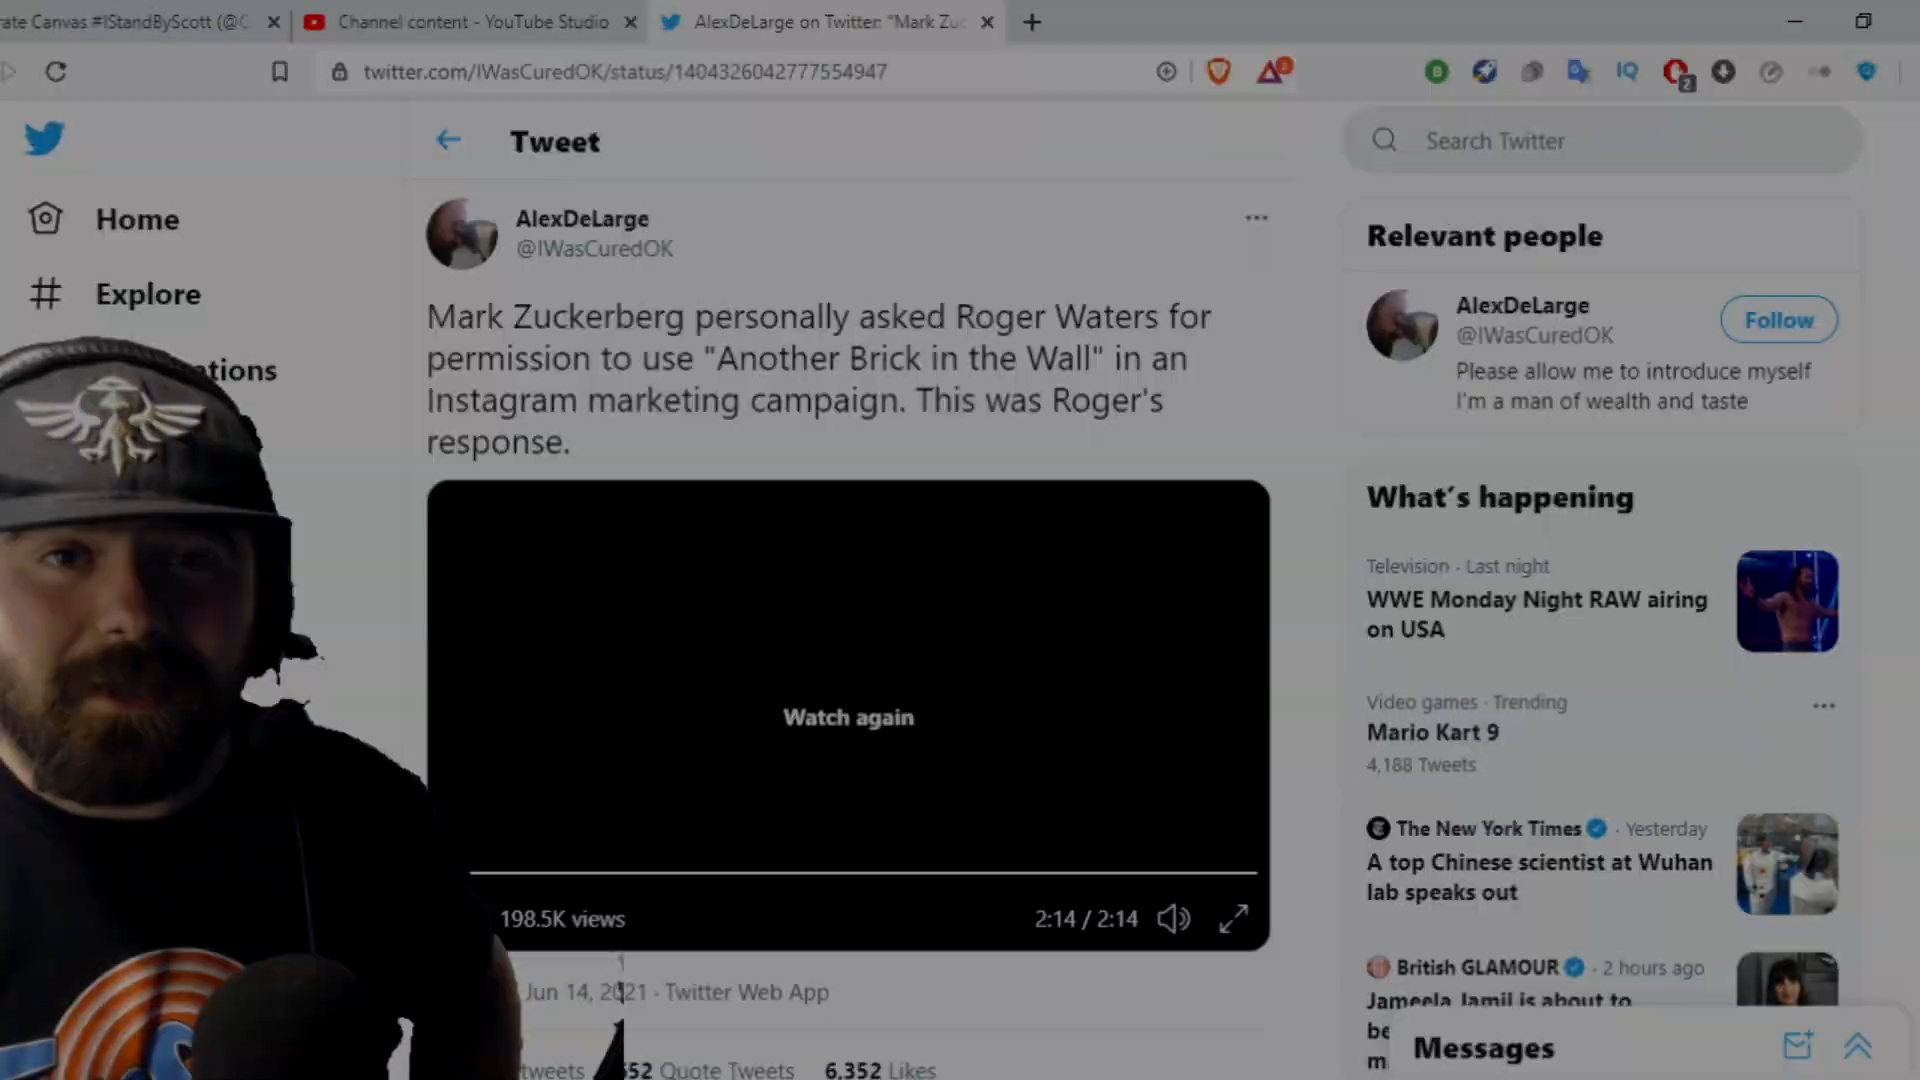 rate Canvas #IStandByScott (@C
Channel content - YouTube Studio
AlexDeLarge on Twitter: "Mark Zuc
twitter.com/IWasCuredOK/status/1404326042777554947
B
IQ
2
Home
Explore
ations
Tweet
AlexDeLarge
@IWasCuredOK
Mark Zuckerberg personally asked Roger Waters for
permission to use "Another Brick in the Wall" in an
Instagram marketing campaign. This was Roger's
response.
Watch again
198.5K views
2:14 / 2:14
Jun 14, 2021 · Twitter Web App
tweets
Quote Tweets
6,352 Likes
Search Twitter
Relevant people
AlexDeLarge
@IWasCuredOK
Follow
Please allow me to introduce myself
I'm a man of wealth and taste
What's happening
Television · Last night
WWE Monday Night RAW airing
on USA
Video games · Trending
Mario Kart 9
4,188 Tweets
The New York Times · Yesterday
A top Chinese scientist at Wuhan
lab speaks out
British GLAMOUR · 2 hours ago
Jameela Jamil is about to
be
m
Messages